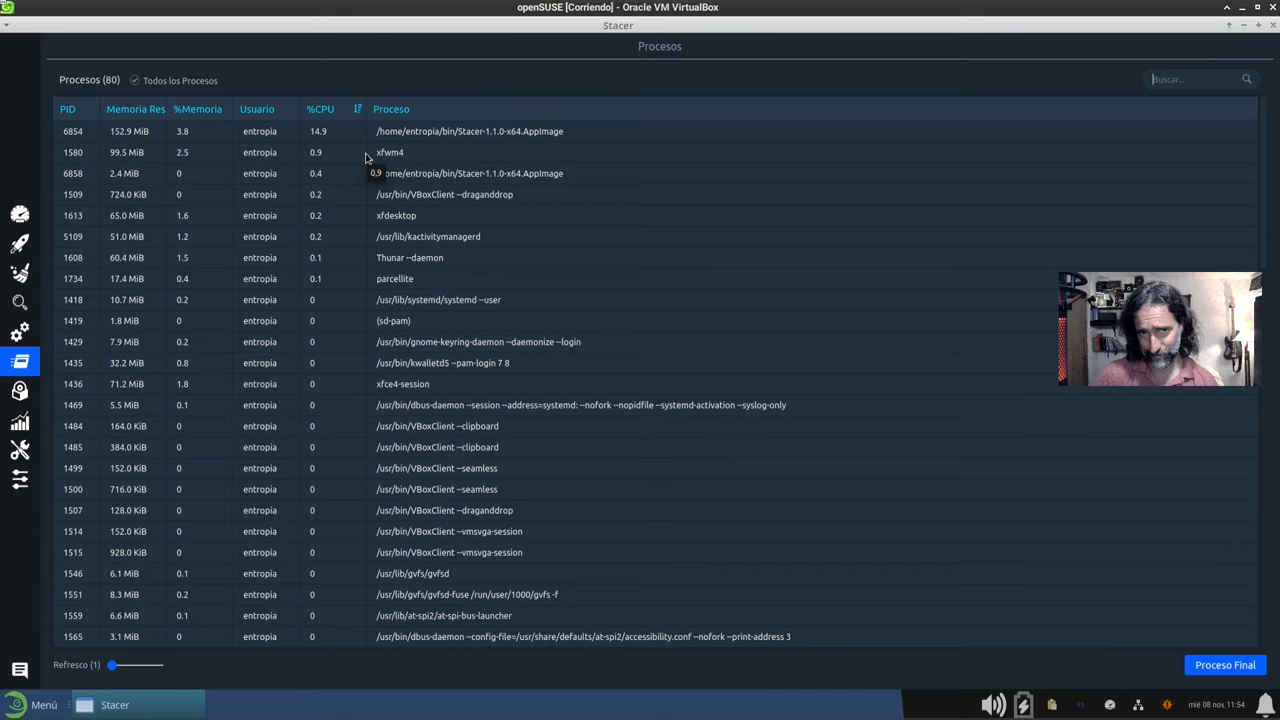 openSUSE [Corriendo] - Oracle VM VirtualBox
Stacer
Procesos
Procesos (80) Todos los Procesos Buscar...
PID Memoria Res %Memoria Usuario %CPU Proceso
6854 152.9 MiB 3.8 entropia 14.9 /home/entropia/bin/Stacer-1.1.0-x64.AppImage
1580 99.5 MiB 2.5 entropia 0.9 xfwm4
6858 2.4 MiB 0 entropia 0.4 ome/entropia/bin/Stacer-1.1.0-x64.AppImage
0,9
1509 724.0 KiB 0 entropia 0.2 /usr/bin/VBoxClient --draganddrop
1613 65.0 MiB 1.6 entropia 0.2 xfdesktop
5109 51.0 MiB 1.2 entropia 0.2 /usr/lib/kactivitymanagerd
1608 60.4 MiB 1.5 entropia 0.1 Thunar --daemon
1734 17.4 MiB 0.4 entropia 0.1 parcellite
1418 10.7 MiB 0.2 entropia 0 /usr/lib/systemd/systemd --user
1419 1.8 MiB 0 entropia 0 (sd-pam)
1429 7.9 MiB 0.2 entropia 0 /usr/bin/gnome-keyring-daemon --daemonize --login
1435 32.2 MiB 0.8 entropia 0 /usr/bin/kwalletd5 --pam-login 7 8
1436 71.2 MiB 1.8 entropia 0 xfce4-session
1469 5.5 MiB 0.1 entropia 0 /usr/bin/dbus-daemon --session --address=systemd: --nofork --nopidfile --systemd-activation --syslog-only
1484 164.0 KiB 0 entropia 0 /usr/bin/VBoxClient --clipboard
1485 384.0 KiB 0 entropia 0 /usr/bin/VBoxClient --clipboard
1499 152.0 KiB 0 entropia 0 /usr/bin/VBoxClient --seamless
1500 716.0 KiB 0 entropia 0 /usr/bin/VBoxClient --seamless
1507 128.0 KiB 0 entropia 0 /usr/bin/VBoxClient --draganddrop
1514 152.0 KiB 0 entropia 0 /usr/bin/VBoxClient --vmsvga-session
1515 928.0 KiB 0 entropia 0 /usr/bin/VBoxClient --vmsvga-session
1546 6.1 MiB 0.1 entropia 0 /usr/lib/gvfs/gvfsd
1551 8.3 MiB 0.2 entropia 0 /usr/lib/gvfs/gvfsd-fuse /run/user/1000/gvfs -f
1559 6.6 MiB 0.1 entropia 0 /usr/lib/at-spi2/at-spi-bus-launcher
1565 3.1 MiB 0 entropia 0 /usr/bin/dbus-daemon --config-file=/usr/share/defaults/at-spi2/accessibility.conf --nofork --print-address 3
Refresco (1) Proceso Final
Menú Stacer mié 08 nov, 11:54